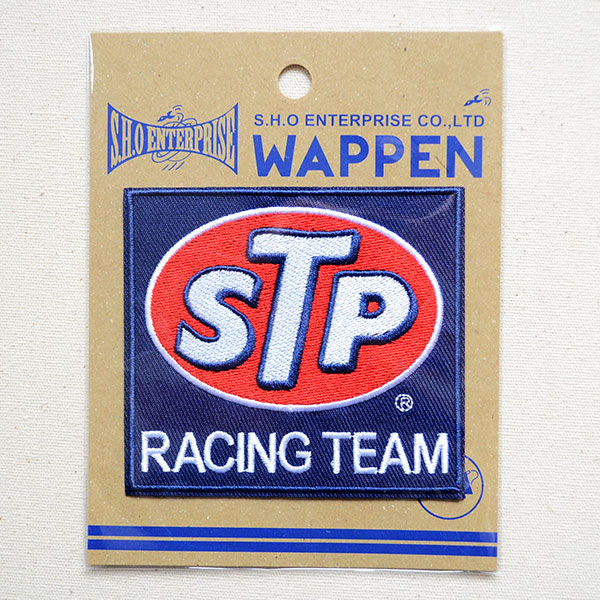 S.H.O ENTERPRISE
S.H.O ENTERPRISE CO.,LTD
WAPPEN
STP
®
RACING TEAM